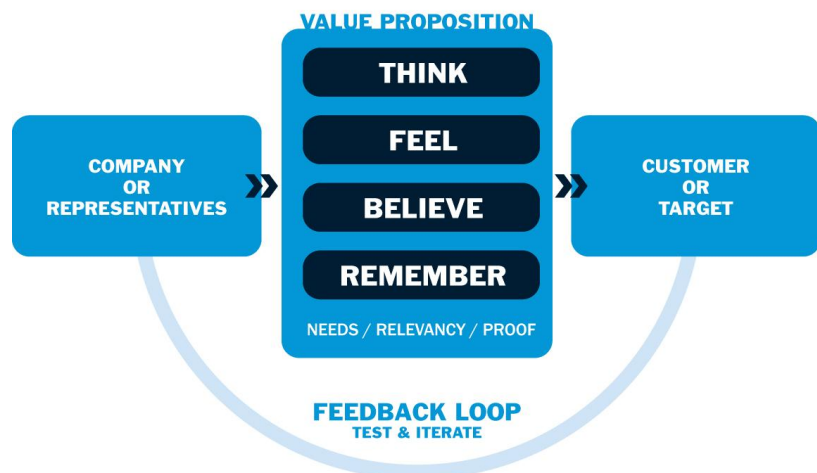 VALUE PROPOSITION
COMPANY
OR
REPRESENTATIVES
THINK
FEEL
BELIEVE
REMEMBER
NEEDS / RELEVANCY / PROOF
CUSTOMER
OR
TARGET
FEEDBACK LOOP
TEST & ITERATE